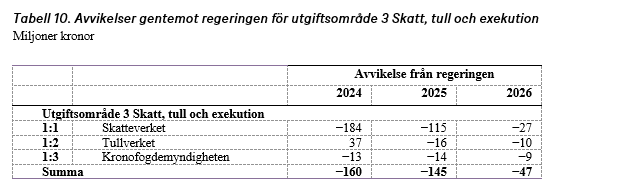 Tabell 10. Avvikelser gentemot regeringen för utgiftsområde 3 Skatt, tull och exekution
Miljoner kronor
Avvikelse från regeringen
2024 2025 2026
Utgiftsområde 3 Skatt, tull och exekution
1:1 Skatteverket −184 −115 −27
1:2 Tullverket 37 −16 −10
1:3 Kronofogdemyndigheten −13 −14 −9
Summa −160 −145 −47